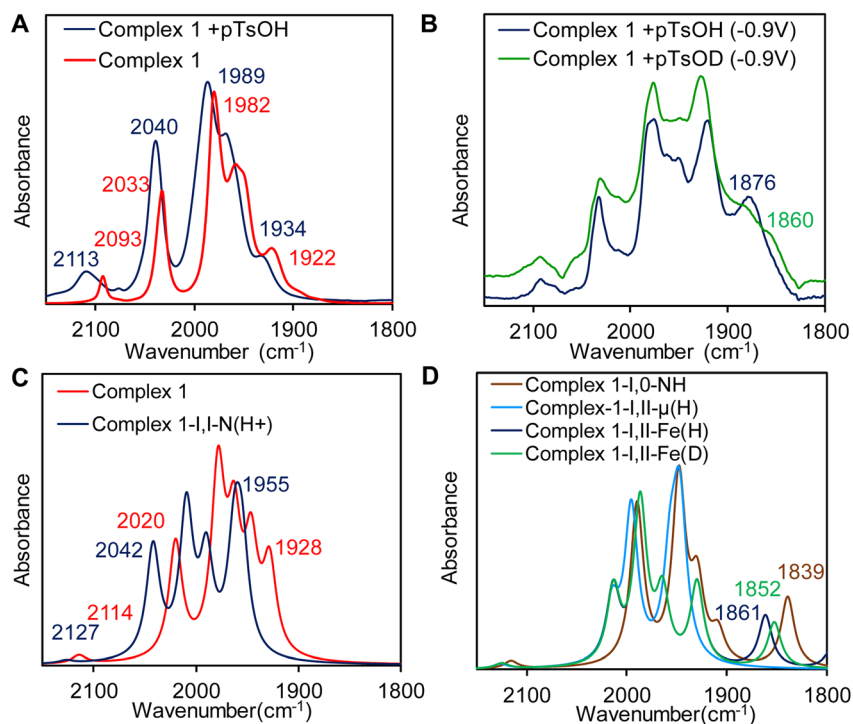 A
Complex 1 +pTsOH
Complex 1
1989
1982
2040
2033
2093
2113
1934
1922
Absorbance
2100
2000
1900
1800
Wavenumber (cm-1)
B
Complex 1 +pTsOH (-0.9V)
Complex 1 +pTsOD (-0.9V)
1876
1860
Absorbance
2100
2000
1900
1800
Wavenumber (cm-1)
C
Complex 1
Complex 1-I,I-N(H+)
1955
2020
2042
1928
2114
2127
Absorbance
2100
2000
1900
1800
Wavenumber(cm-1)
D
Complex 1-I,0-NH
Complex-1-I,II-μ(H)
Complex 1-I,II-Fe(H)
Complex 1-I,II-Fe(D)
1839
1852
1861
Absorbance
2100
2000
1900
1800
Wavenumber(cm-1)